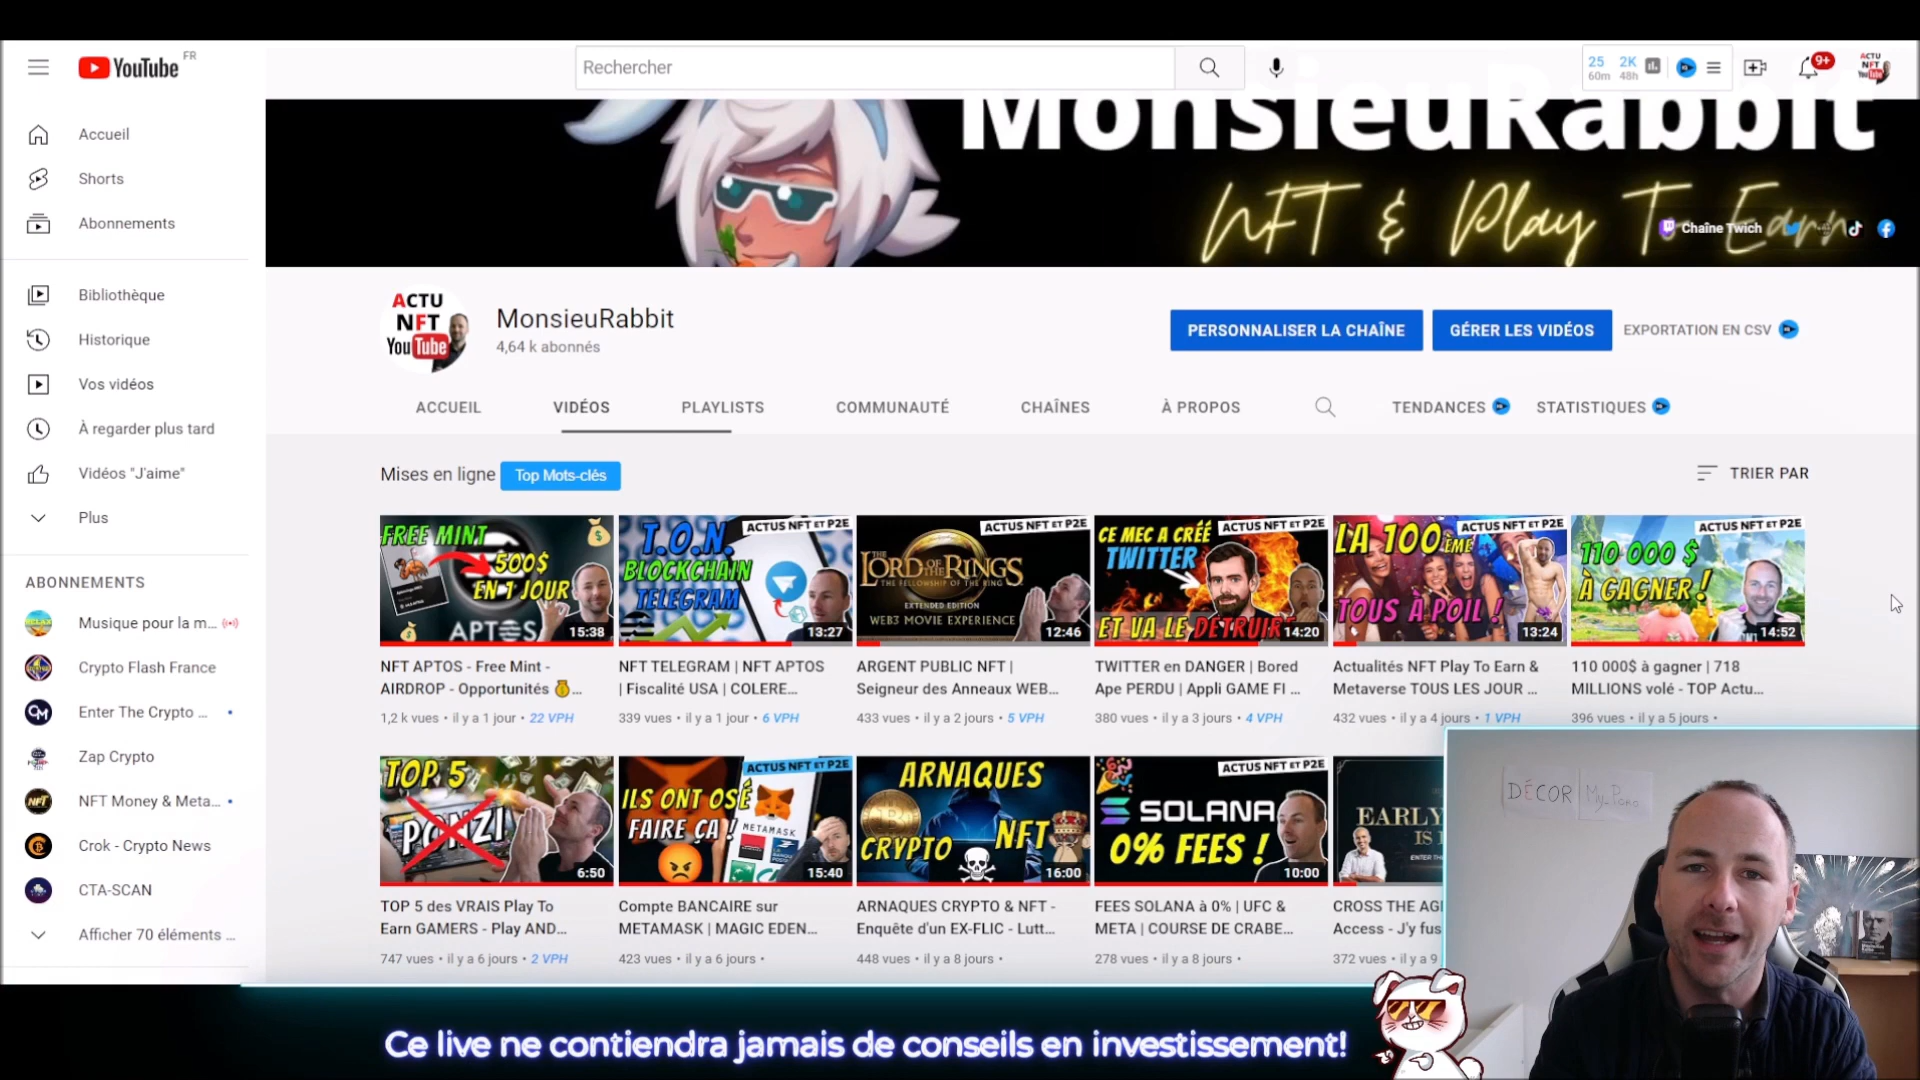 YouTube FR
Rechercher
25 2K
60m 48h
9+
ACTU
NFT
MonsieuRabbit
NFT & Play To Earn
Chaîne Twich
Accueil
Shorts
Abonnements
Bibliothèque
Historique
Vos vidéos
À regarder plus tard
Vidéos "J'aime"
Plus
ABONNEMENTS
Musique pour la m...
Crypto Flash France
Enter The Crypto ...
Zap Crypto
NFT Money & Meta...
Crok - Crypto News
CTA-SCAN
Afficher 70 éléments ...
ACTU
NFT
YouTube
MonsieuRabbit
4,64 k abonnés
PERSONNALISER LA CHAÎNE
GÉRER LES VIDÉOS
EXPORTATION EN CSV
ACCUEIL VIDÉOS PLAYLISTS COMMUNAUTÉ CHAÎNES À PROPOS TENDANCES STATISTIQUES
Mises en ligne Top Mots-clés
TRIER PAR
FREE MINT
500$
EN 1 JOUR
APTOS
15:38
NFT APTOS - Free Mint -
AIRDROP - Opportunités 💰...
1,2 k vues • il y a 1 jour • 22 VPH
ACTUS NFT ET P2E
T.O.N.
BLOCKCHAIN
TELEGRAM
13:27
NFT TELEGRAM | NFT APTOS
| Fiscalité USA | COLERE...
339 vues • il y a 1 jour • 6 VPH
ACTUS NFT ET P2E
THE
LORD OF THE RINGS
THE FELLOWSHIP OF THE RING
EXTENDED EDITION
WEB3 MOVIE EXPERIENCE
12:46
ARGENT PUBLIC NFT |
Seigneur des Anneaux WEB...
433 vues • il y a 2 jours • 5 VPH
CE MEC A CRÉÉ
ACTUS NFT ET P2E
TWITTER
ET VA LE DÉTRUIRE
14:20
TWITTER en DANGER | Bored
Ape PERDU | Appli GAME FI ...
380 vues • il y a 3 jours • 4 VPH
LA 100ÈME
ACTUS NFT ET P2E
TOUS À POIL !
13:24
Actualités NFT Play To Earn &
Metaverse TOUS LES JOUR ...
432 vues • il y a 4 jours • 1 VPH
ACTUS NFT ET P2E
110 000 $
À GAGNER !
14:52
110 000$ à gagner | 718
MILLIONS volé - TOP Actu...
396 vues • il y a 5 jours •
TOP 5
PONZI
6:50
TOP 5 des VRAIS Play To
Earn GAMERS - Play AND...
747 vues • il y a 6 jours • 2 VPH
ACTUS NFT ET P2E
ILS ONT OSÉ
FAIRE ÇA !
METAMASK
15:40
Compte BANCAIRE sur
METAMASK | MAGIC EDEN...
423 vues • il y a 6 jours •
ARNAQUES
CRYPTO
NFT
16:00
ARNAQUES CRYPTO & NFT -
Enquête d'un EX-FLIC - Lutt...
448 vues • il y a 8 jours •
ACTUS NFT ET P2E
SOLANA
0% FEES !
10:00
FEES SOLANA à 0% | UFC &
META | COURSE DE CRABE...
278 vues • il y a 8 jours •
EARLY
IS
CROSS THE AG
Access - J'y fus
372 vues • il y a 9
DÉCOR
Ce live ne contiendra jamais de conseils en investissement!